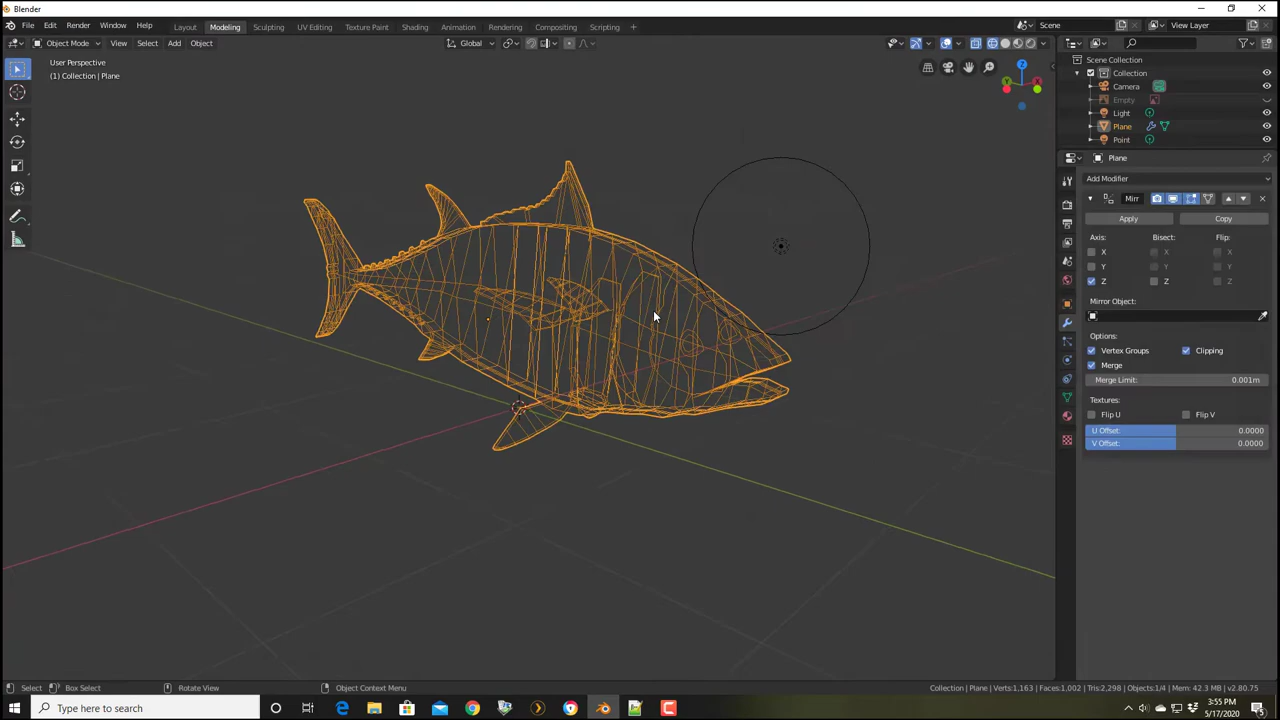 Blender
File Edit Render Window Help Layout Modeling Sculpting UV Editing Texture Paint Shading Animation Rendering Compositing Scripting Scene View Layer
Object Mode View Select Add Object Global
User Perspective
(1) Collection | Plane
Z
Y
X
Scene Collection
Collection
Camera
Empty
Light
Plane
Point
Plane
Add Modifier
Mirr
Apply Copy
Axis: Bisect: Flip:
X X X
Y Y Y
Z Z Z
Mirror Object:
Options:
Vertex Groups Clipping
Merge
Merge Limit: 0.001m
Textures:
Flip U Flip V
U Offset: 0.0000
V Offset: 0.0000
Select Box Select Rotate View Object Context Menu Collection | Plane | Verts:1,163 | Faces:1,002 | Tris:2,298 | Objects:1/4 | Mem: 42.3 MB | v2.80.75
Type here to search
3:55 PM
5/17/2020